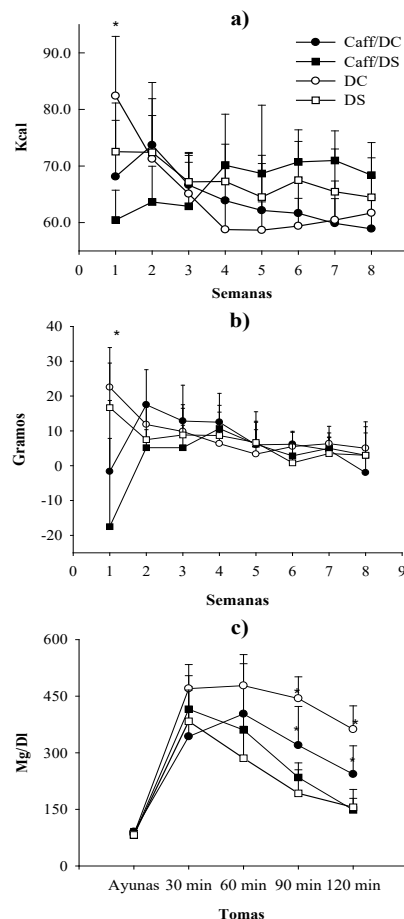 a)
*
Caff/DC
Caff/DS
DC
DS
90.0
80.0
70.0
60.0
Kcal
0 1 2 3 4 5 6 7 8
Semanas
b)
*
40
30
20
10
0
-10
-20
Gramos
0 1 2 3 4 5 6 7 8 9
Semanas
c)
600
450
300
150
0
Mg/Dl
* *
* *
Ayunas 30 min 60 min 90 min 120 min
Tomas